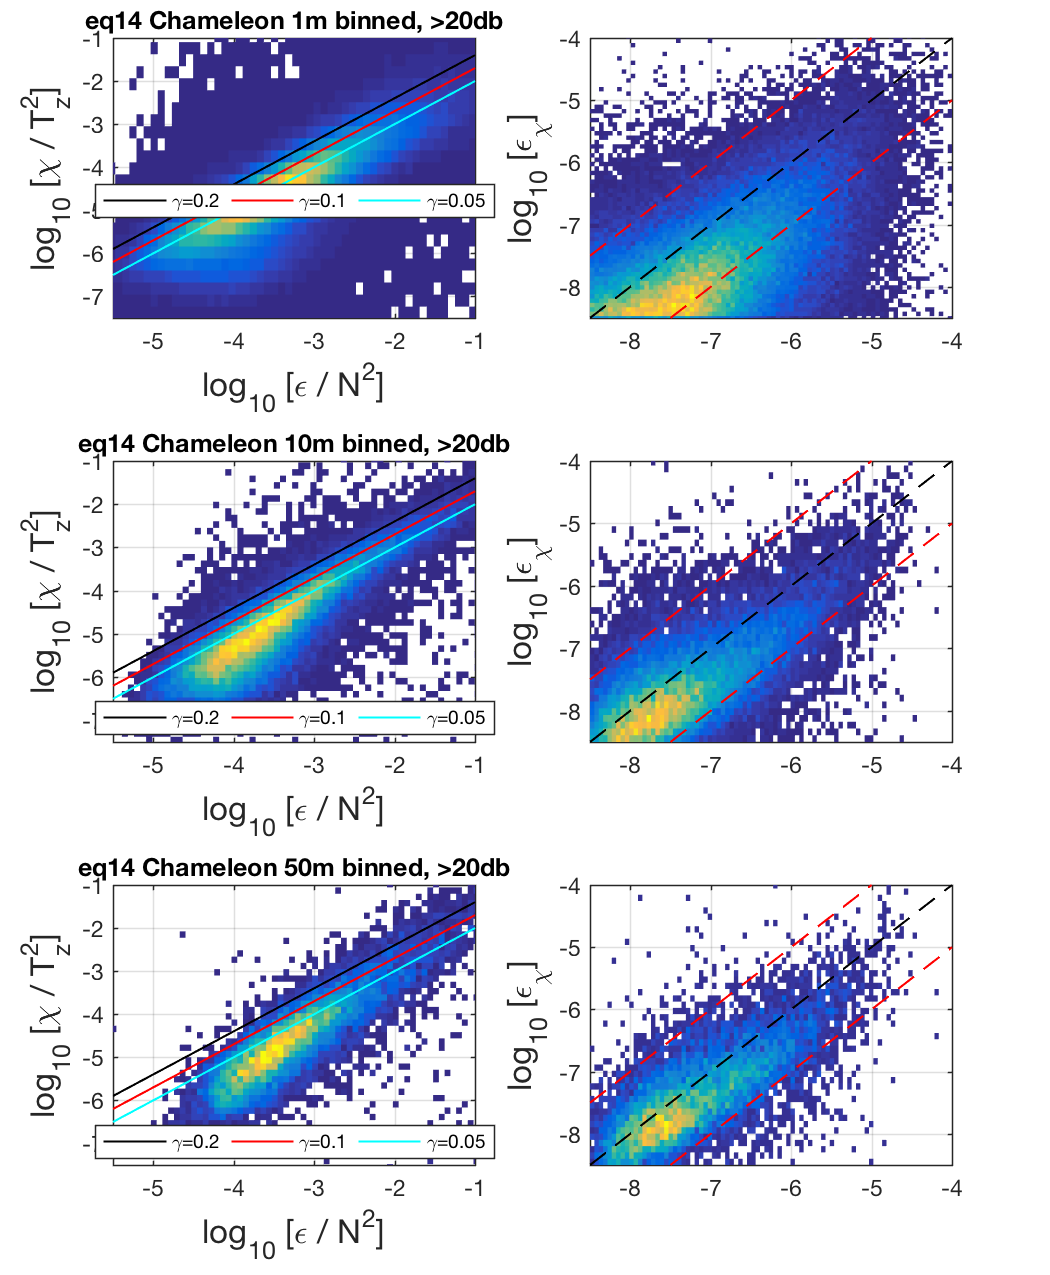 eq14 Chameleon 1m binned, >20db
log10 [χ / Tz2]
-1
-2
-3
-4
-6
-7
γ=0.2 γ=0.1 γ=0.05
-5 -4 -3 -2 -1
log10 [ϵ / N2]
log10 [ϵχ]
-4
-5
-6
-7
-8
-8 -7 -6 -5 -4
eq14 Chameleon 10m binned, >20db
log10 [χ / Tz2]
-1
-2
-3
-4
-5
-6
γ=0.2 γ=0.1 γ=0.05
-5 -4 -3 -2 -1
log10 [ϵ / N2]
log10 [ϵχ]
-4
-5
-6
-7
-8
-8 -7 -6 -5 -4
eq14 Chameleon 50m binned, >20db
log10 [χ / Tz2]
-1
-2
-3
-4
-5
-6
γ=0.2 γ=0.1 γ=0.05
-5 -4 -3 -2 -1
log10 [ϵ / N2]
log10 [ϵχ]
-4
-5
-6
-7
-8
-8 -7 -6 -5 -4